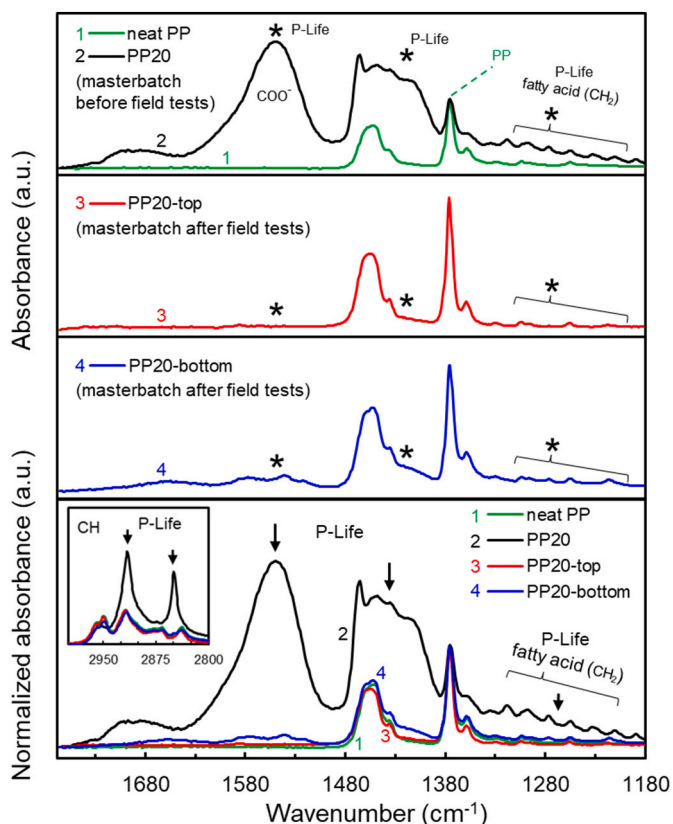 1 neat PP
2 PP20
(masterbatch
before field tests)
* P-Life
COO⁻
* P-Life
PP
P-Life
fatty acid (CH₂)
*
2
1
3 PP20-top
(masterbatch after field tests)
* * *
3
4 PP20-bottom
(masterbatch after field tests)
* * *
4
Absorbance (a.u.)
CH P-Life
2950 2875 2800
P-Life
1 neat PP
2 PP20
3 PP20-top
4 PP20-bottom
2
4
1 3
P-Life
fatty acid (CH₂)
Normalized absorbance (a.u.)
1680 1580 1480 1380 1280 1180
Wavenumber (cm⁻¹)